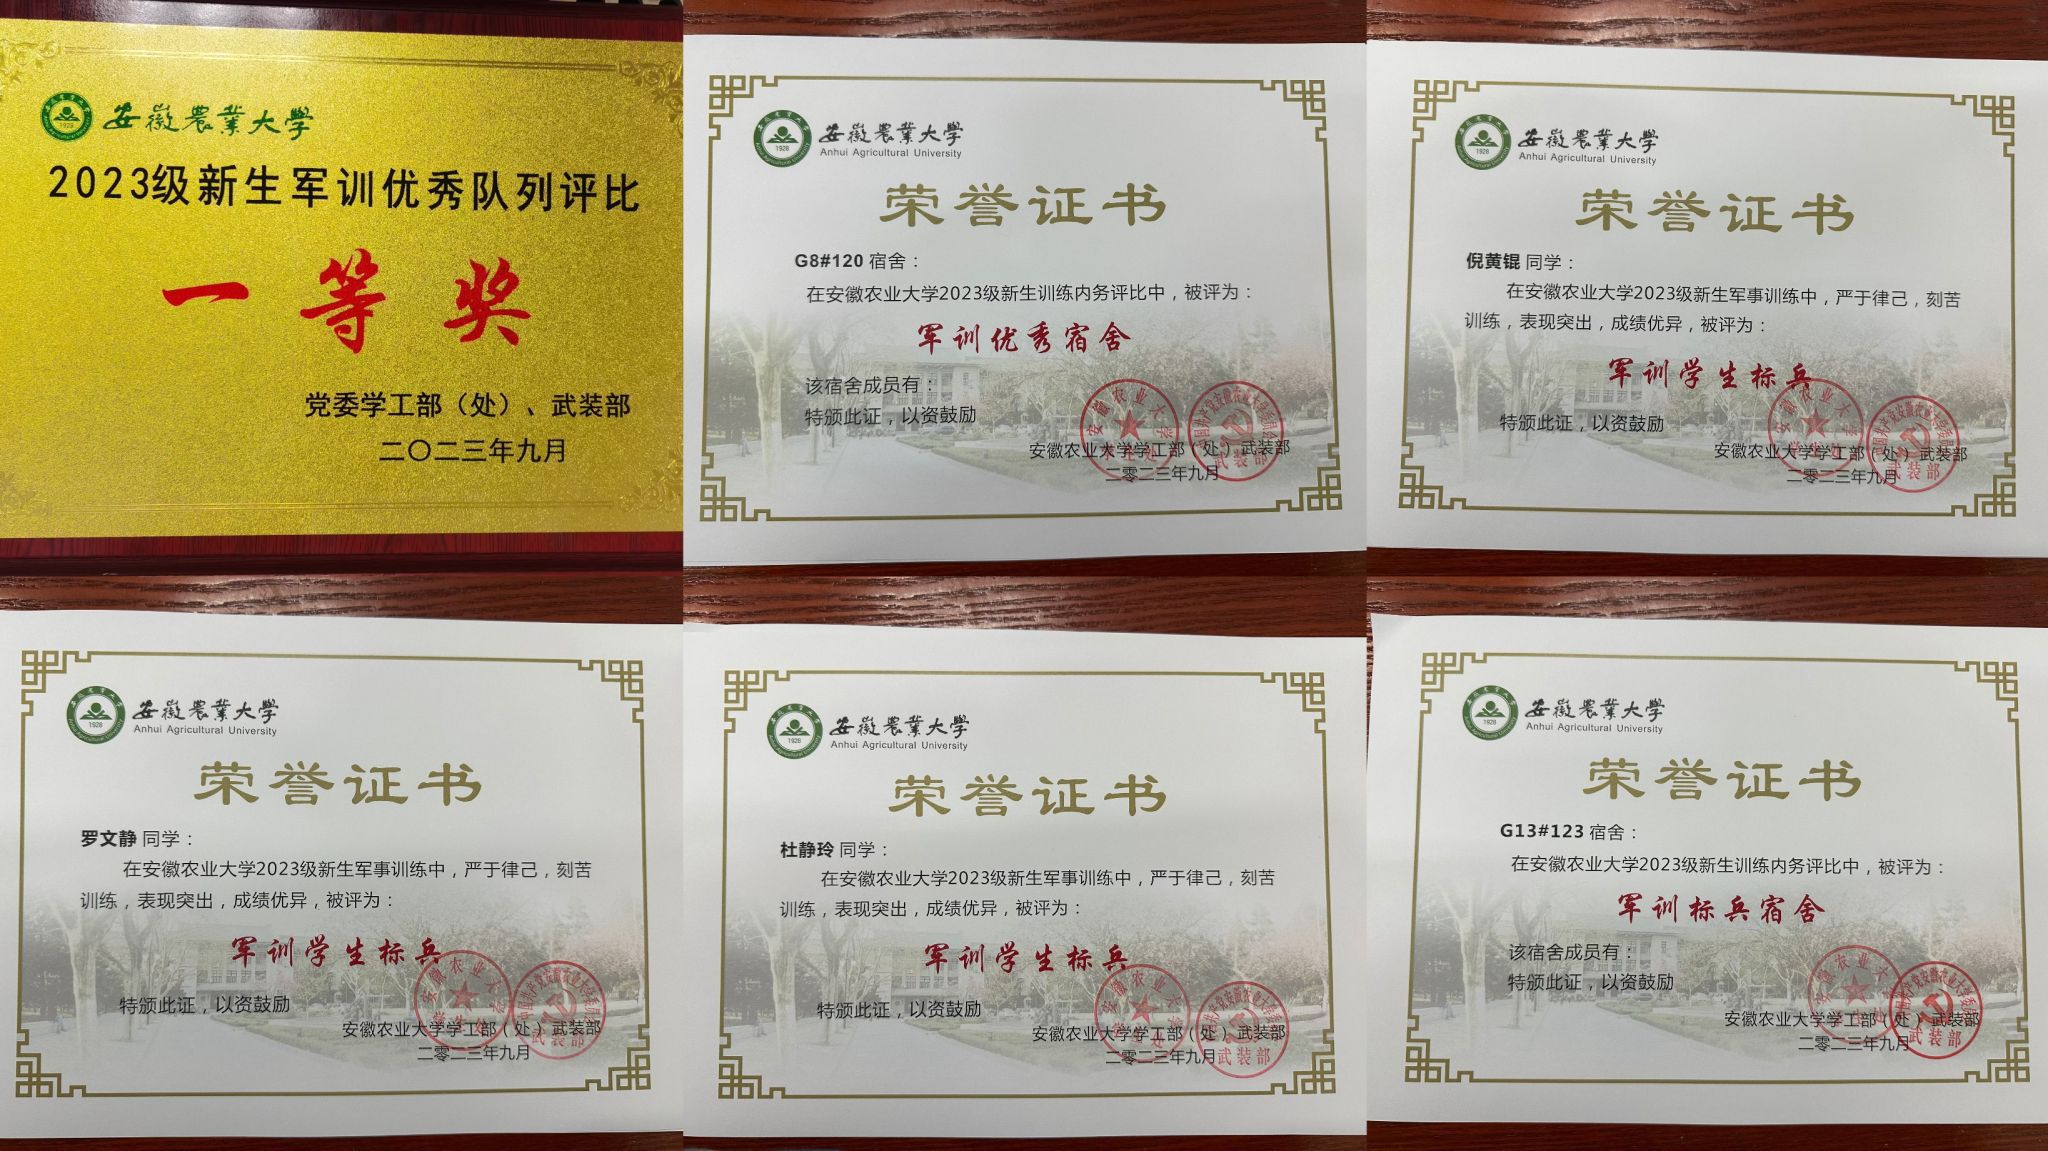 安徽農業大學
2023级新生军训优秀队列评比
一等奖
党委学工部（处）、武装部
二〇二三年九月
1928
安徽農業大學
Anhui Agricultural University
荣誉证书
G8#120 宿舍：
在安徽农业大学2023级新生训练内务评比中，被评为：
军训优秀宿舍
该宿舍成员有：
特颁此证，以资鼓励
安徽农业大学学工部（处）武装部
二零二三年九月
1928
安徽農業大學
Anhui Agricultural University
荣誉证书
倪黄锟 同学：
在安徽农业大学2023级新生军事训练中，严于律己，刻苦
训练，表现突出，成绩优异，被评为：
军训学生标兵
特颁此证，以资鼓励
安徽农业大学学工部（处）武装部
二零二三年九月
1928
安徽農業大學
Anhui Agricultural University
荣誉证书
罗文静 同学：
在安徽农业大学2023级新生军事训练中，严于律己，刻苦
训练，表现突出，成绩优异，被评为：
军训学生标兵
特颁此证，以资鼓励
安徽农业大学学工部（处）武装部
二零二三年九月
1928
安徽農業大學
Anhui Agricultural University
荣誉证书
杜静玲 同学：
在安徽农业大学2023级新生军事训练中，严于律己，刻苦
训练，表现突出，成绩优异，被评为：
军训学生标兵
特颁此证，以资鼓励
安徽农业大学学工部（处）武装部
二零二三年九月
1928
安徽農業大學
Anhui Agricultural University
荣誉证书
G13#123 宿舍：
在安徽农业大学2023级新生训练内务评比中，被评为：
军训标兵宿舍
该宿舍成员有：
特颁此证，以资鼓励
安徽农业大学学工部（处）武装部
二零二三年九月